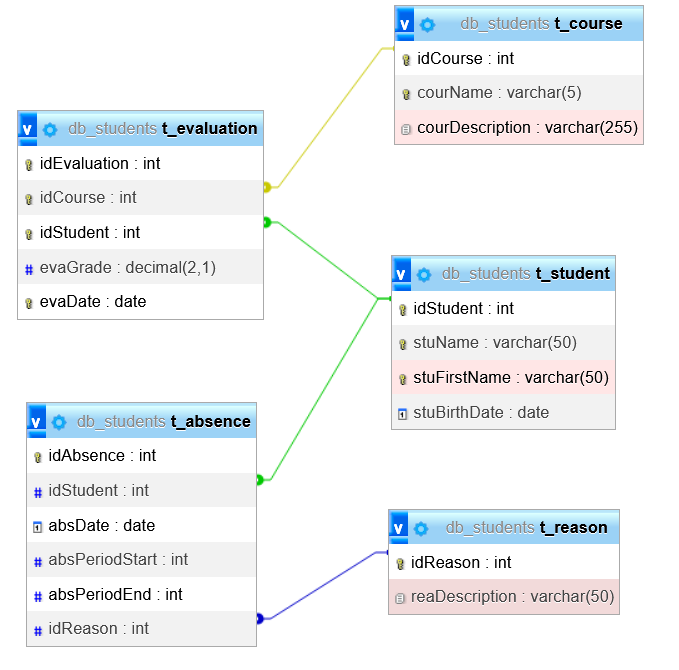 v db_students t_course
idCourse : int
courName : varchar(5)
courDescription : varchar(255)
v db_students t_evaluation
idEvaluation : int
idCourse : int
idStudent : int
# evaGrade : decimal(2,1)
evaDate : date
v db_students t_student
idStudent : int
stuName : varchar(50)
stuFirstName : varchar(50)
stuBirthDate : date
v db_students t_absence
idAbsence : int
# idStudent : int
absDate : date
# absPeriodStart : int
# absPeriodEnd : int
# idReason : int
v db_students t_reason
idReason : int
reaDescription : varchar(50)